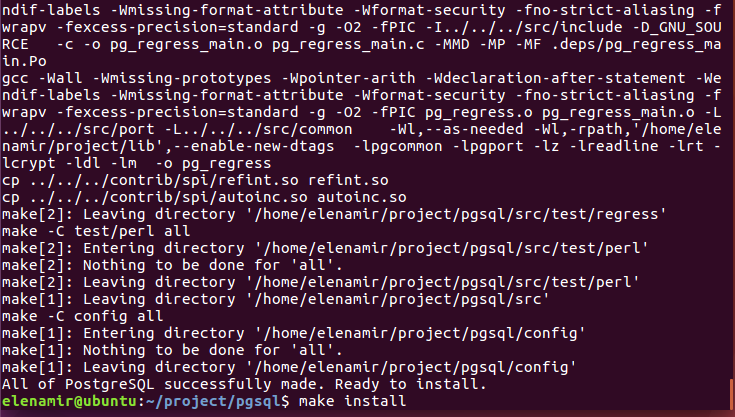 ndif-labels -Wmissing-format-attribute -Wformat-security -fno-strict-aliasing -f
wrapv -fexcess-precision=standard -g -O2 -fPIC -I../../../src/include -D_GNU_SOU
RCE   -c -o pg_regress_main.o pg_regress_main.c -MMD -MP -MF .deps/pg_regress_ma
in.Po
gcc -Wall -Wmissing-prototypes -Wpointer-arith -Wdeclaration-after-statement -We
ndif-labels -Wmissing-format-attribute -Wformat-security -fno-strict-aliasing -f
wrapv -fexcess-precision=standard -g -O2 -fPIC pg_regress.o pg_regress_main.o -L
../../../src/port -L../../../src/common    -Wl,--as-needed -Wl,-rpath,'/home/ele
namir/project/lib',--enable-new-dtags  -lpgcommon -lpgport -lz -lreadline -lrt -
lcrypt -ldl -lm  -o pg_regress
cp ../../../contrib/spi/refint.so refint.so
cp ../../../contrib/spi/autoinc.so autoinc.so
make[2]: Leaving directory '/home/elenamir/project/pgsql/src/test/regress'
make -C test/perl all
make[2]: Entering directory '/home/elenamir/project/pgsql/src/test/perl'
make[2]: Nothing to be done for 'all'.
make[2]: Leaving directory '/home/elenamir/project/pgsql/src/test/perl'
make[1]: Leaving directory '/home/elenamir/project/pgsql/src'
make -C config all
make[1]: Entering directory '/home/elenamir/project/pgsql/config'
make[1]: Nothing to be done for 'all'.
make[1]: Leaving directory '/home/elenamir/project/pgsql/config'
All of PostgreSQL successfully made. Ready to install.
elenamir@ubuntu:~/project/pgsql$ make install